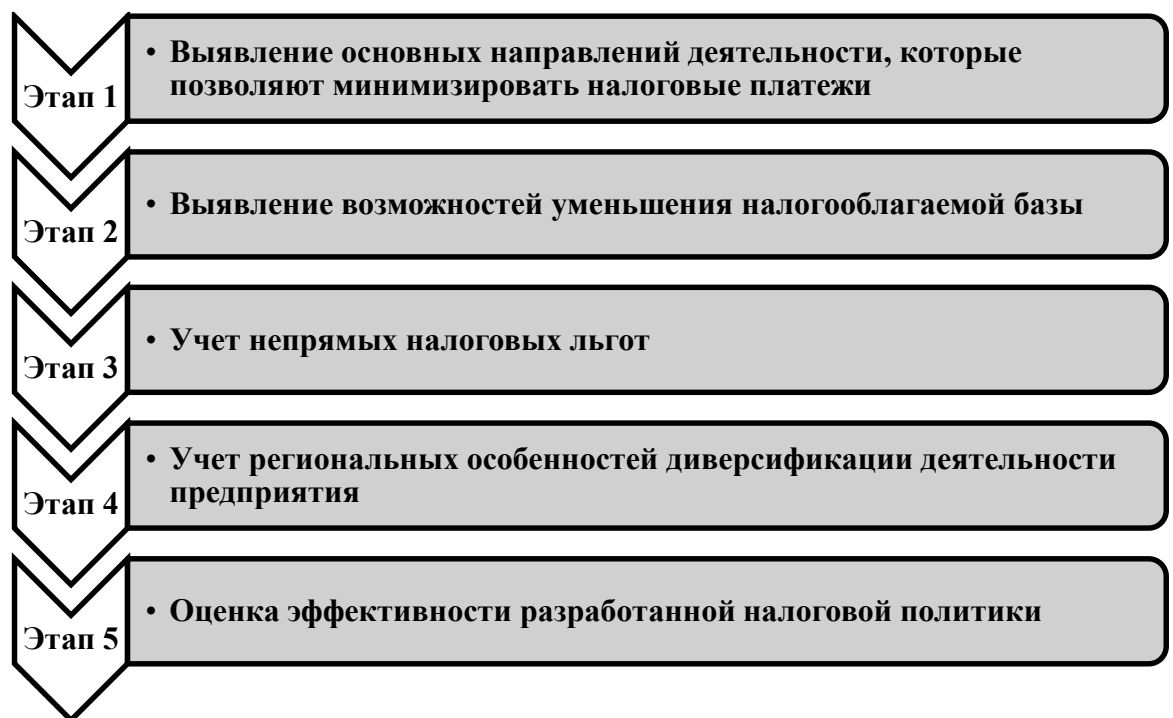 Этап 1
• Выявление основных направлений деятельности, которые
позволяют минимизировать налоговые платежи
Этап 2
• Выявление возможностей уменьшения налогооблагаемой базы
Этап 3
• Учет непрямых налоговых льгот
Этап 4
• Учет региональных особенностей диверсификации деятельности
предприятия
Этап 5
• Оценка эффективности разработанной налоговой политики